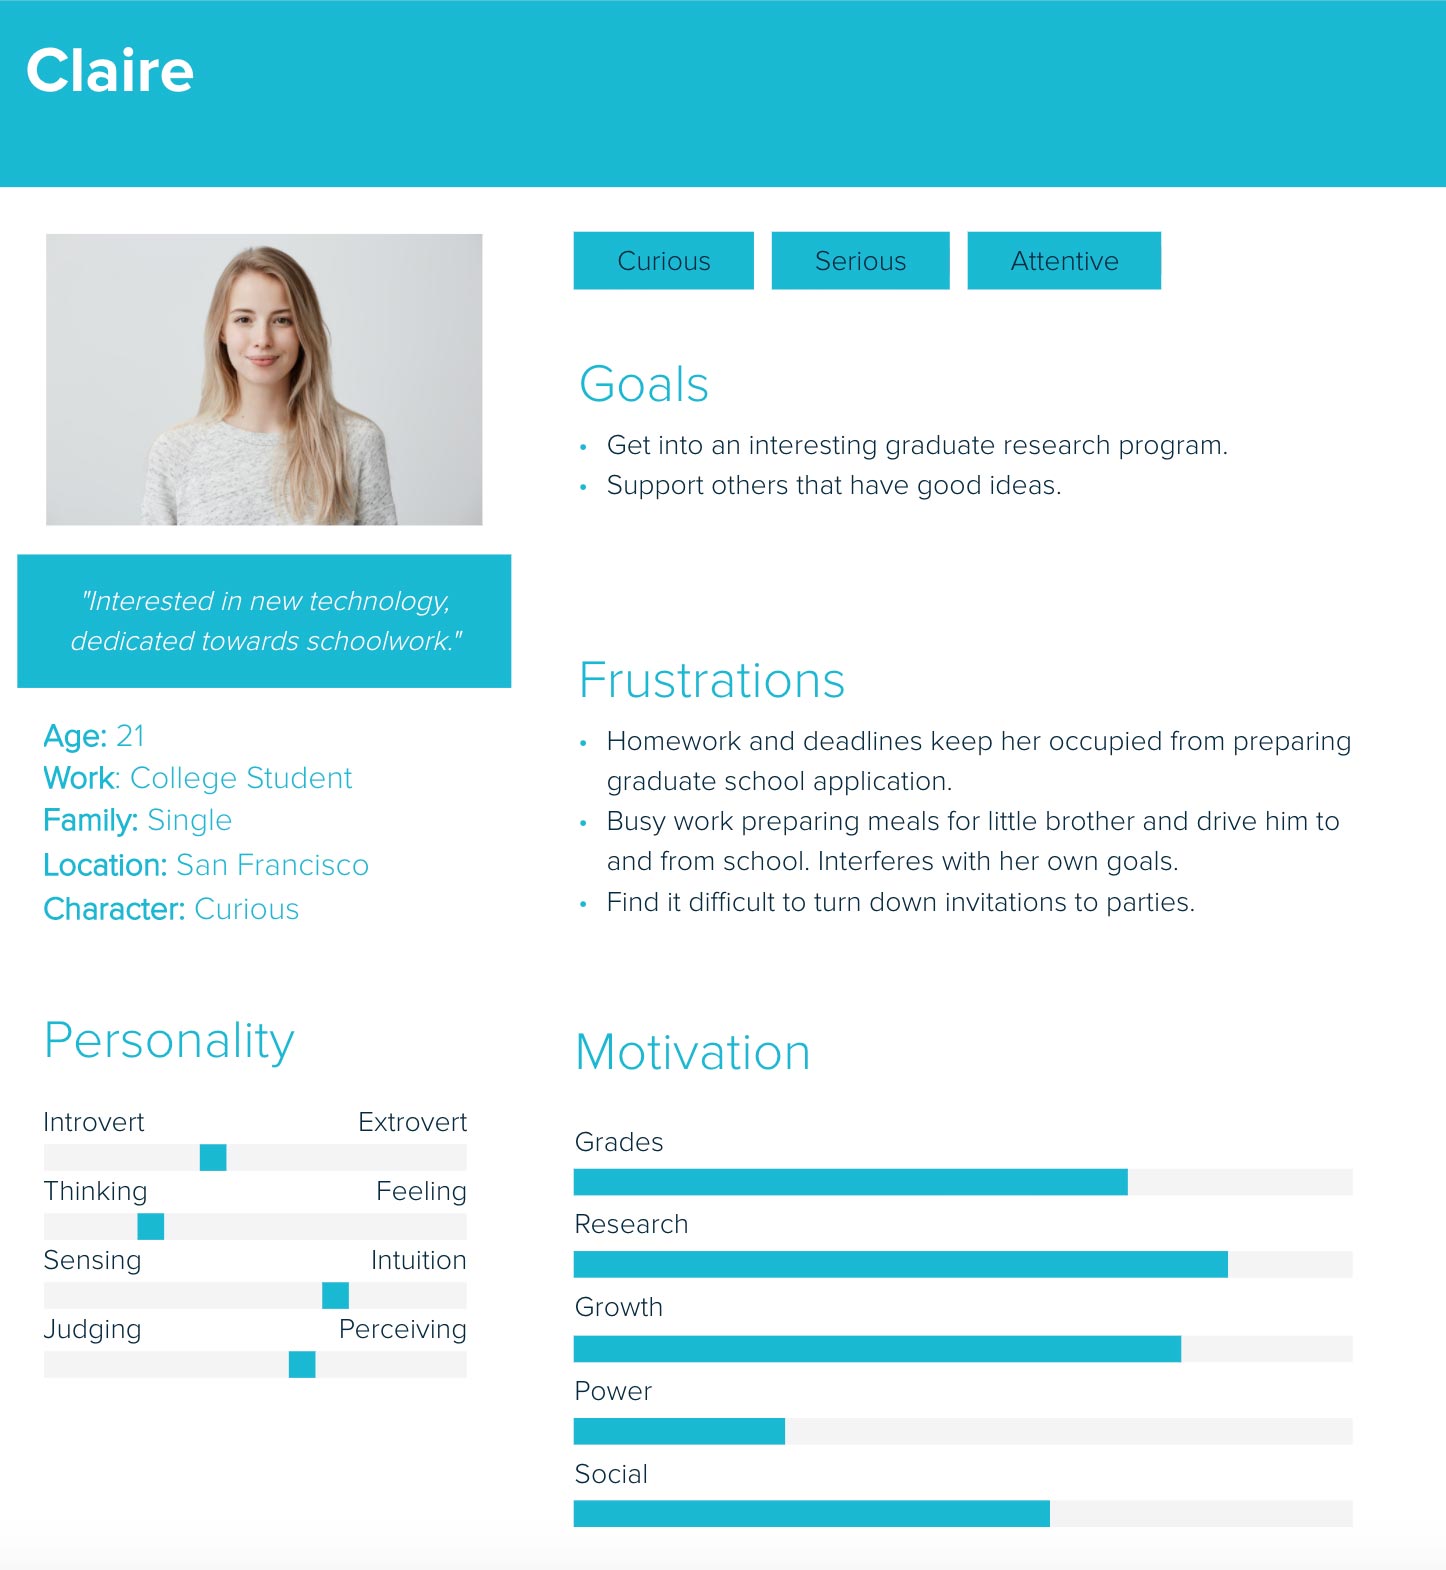 Claire
Curious
Serious
Attentive
Goals
• Get into an interesting graduate research program.
• Support others that have good ideas.
"Interested in new technology,
dedicated towards schoolwork."
Age: 21
Work: College Student
Family: Single
Location: San Francisco
Character: Curious
Frustrations
• Homework and deadlines keep her occupied from preparing
graduate school application.
• Busy work preparing meals for little brother and drive him to
and from school. Interferes with her own goals.
• Find it difficult to turn down invitations to parties.
Personality
Introvert Extrovert
Thinking Feeling
Sensing Intuition
Judging Perceiving
Motivation
Grades
Research
Growth
Power
Social